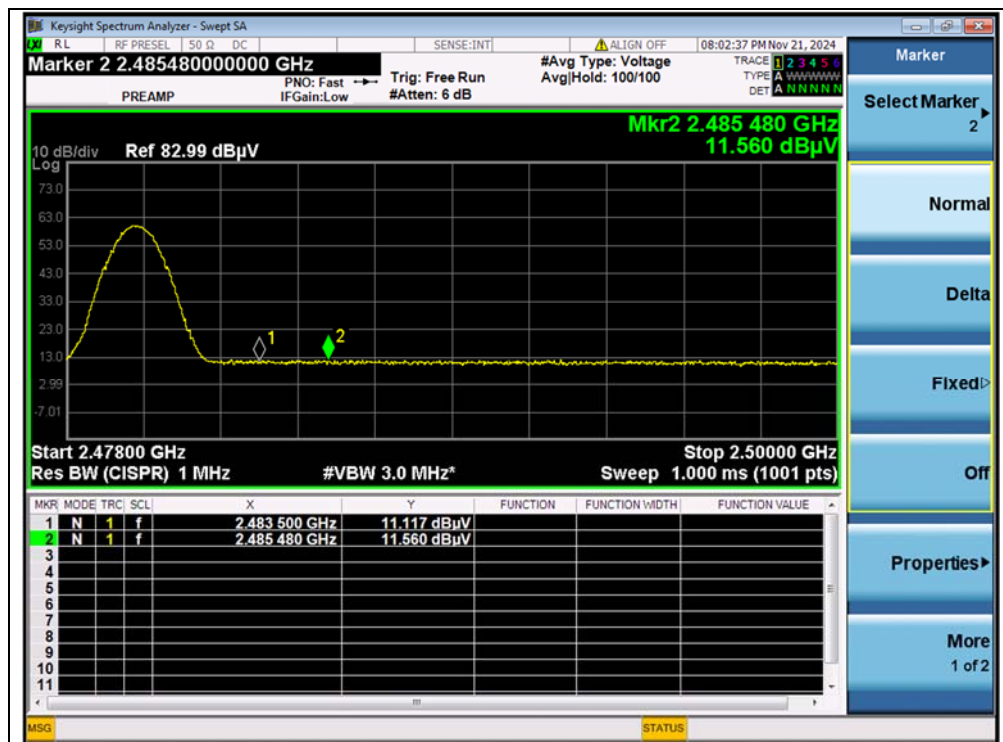 Keysight Spectrum Analyzer - Swept SA
LXI RL RF PRESEL 50 Ω DC SENSE:INT ALIGN OFF 08:02:37 PM Nov 21, 2024
Marker 2 2.485480000000 GHz
#Avg Type: Voltage
TRACE 1 2 3 4 5 6
PNO: Fast
Trig: Free Run
Avg|Hold: 100/100
TYPE A WWWWW
PREAMP
IFGain:Low
#Atten: 6 dB
DET A N N N N N
Mkr2 2.485 480 GHz
11.560 dBµV
10 dB/div
Ref 82.99 dBµV
Log
73.0
63.0
53.0
43.0
33.0
23.0
13.0
2.99
-7.01
1
2
Start 2.47800 GHz
Stop 2.50000 GHz
Res BW (CISPR) 1 MHz
#VBW 3.0 MHz*
Sweep 1.000 ms (1001 pts)
MKR MODE TRC SCL X Y FUNCTION FUNCTION WIDTH FUNCTION VALUE
1 N 1 f 2.483 500 GHz 11.117 dBµV
2 N 1 f 2.485 480 GHz 11.560 dBµV
3
4
5
6
7
8
9
10
11
MSG
STATUS
Marker
Select Marker
2
Normal
Delta
Fixed
Off
Properties
More
1 of 2